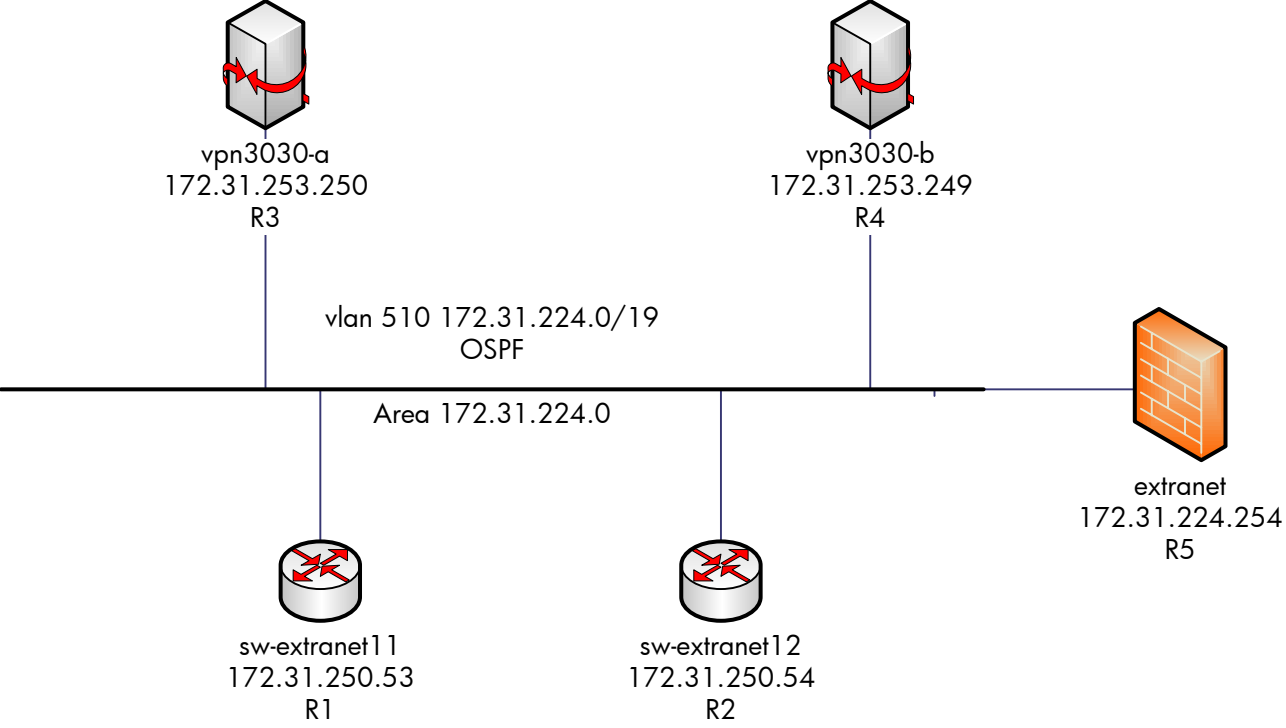 vpn3030-a
172.31.253.250
R3
vpn3030-b
172.31.253.249
R4
vlan 510 172.31.224.0/19
OSPF
Area 172.31.224.0
extranet
172.31.224.254
R5
sw-extranet11
172.31.250.53
R1
sw-extranet12
172.31.250.54
R2